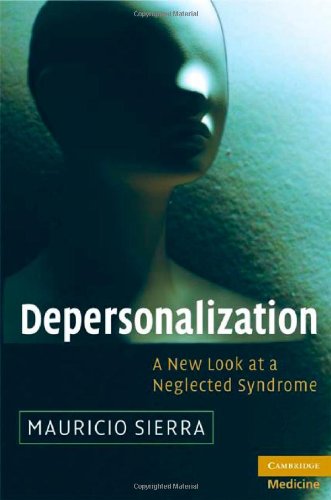 Depersonalization
A New Look at a
Neglected Syndrome
MAURICIO SIERRA
CAMBRIDGE
Medicine